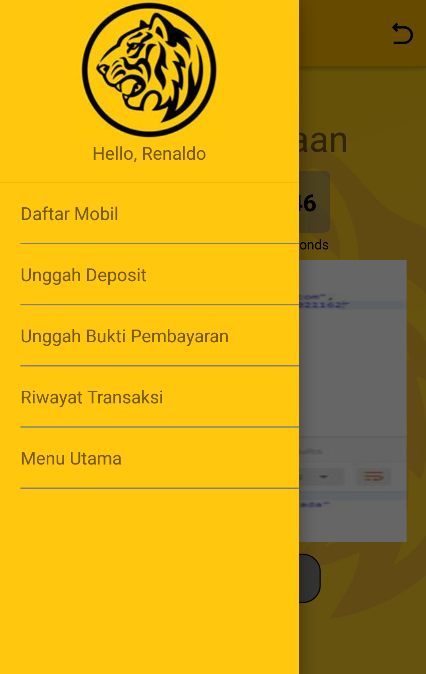 Hello, Renaldo
Daftar Mobil
Unggah Deposit
Unggah Bukti Pembayaran
Riwayat Transaksi
Menu Utama
aan
46
onds